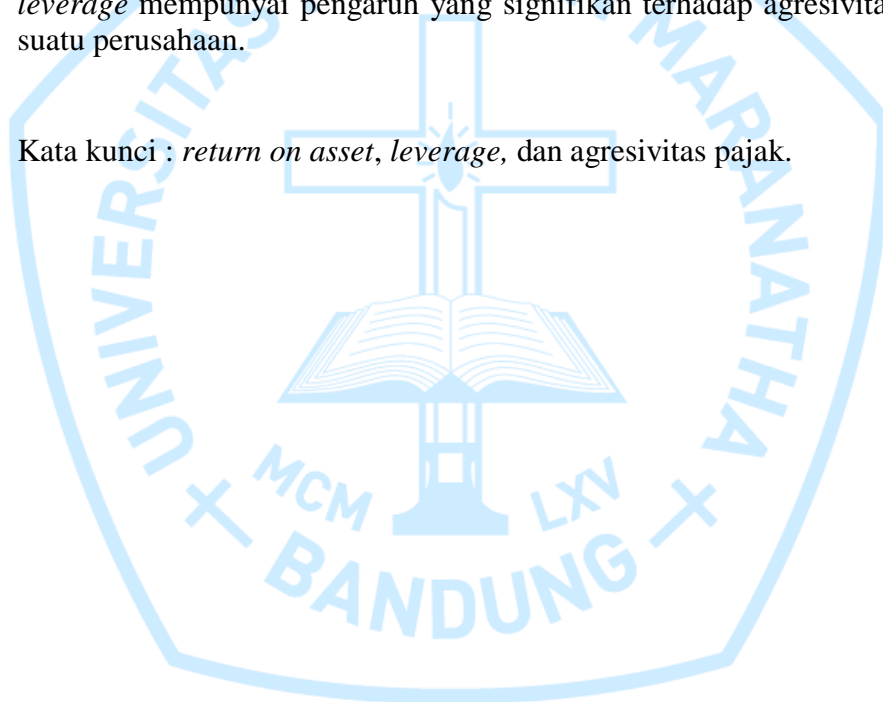 leverage mempunyai pengaruh yang signifikan terhadap agresivita
suatu perusahaan.
Kata kunci : return on asset, leverage, dan agresivitas pajak.
UNIVERSITAS MARANATHA
MCM LXV
BANDUNG